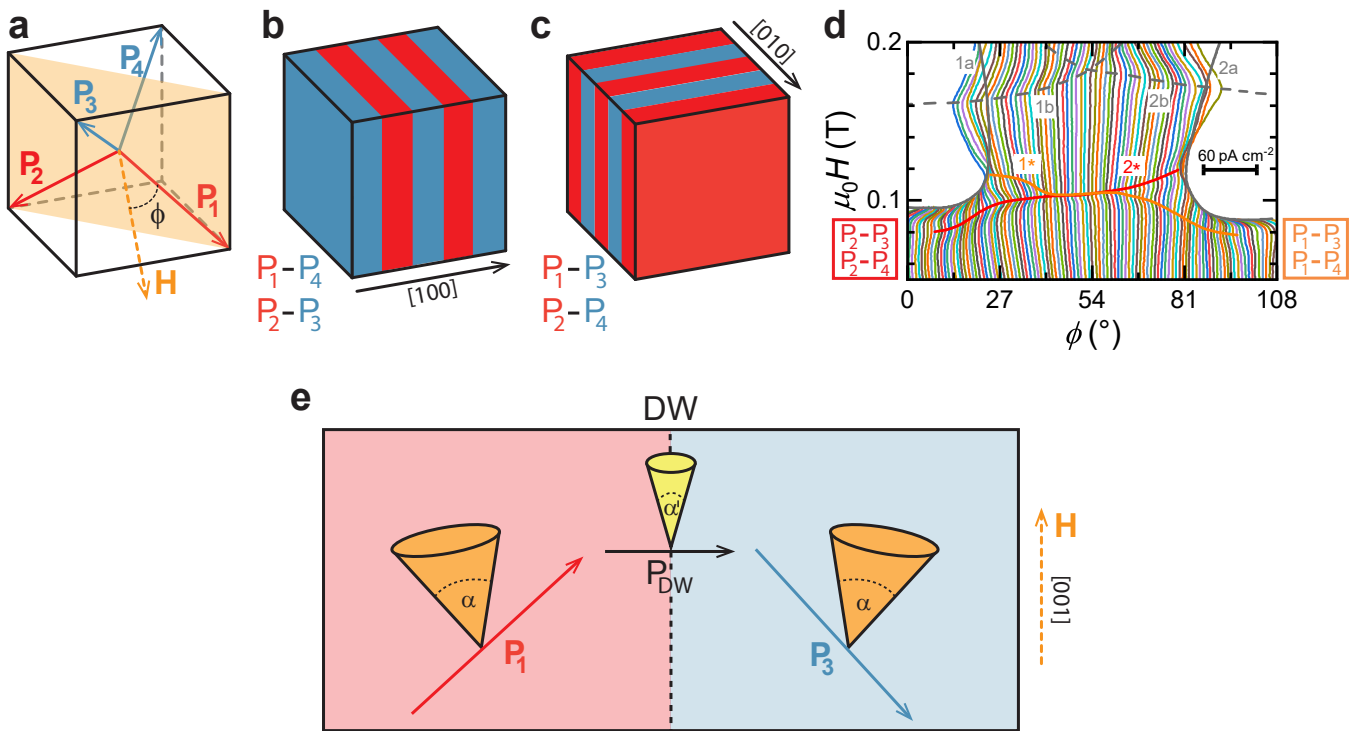 a
P4
P3
P2
P1
ϕ
H
b
P1-P4
P2-P3
[100]
c
[010]
P1-P3
P2-P4
d
0.2
0.1
μ0H (T)
1a
2a
1b
2b
1*
2*
60 pA cm-2
P2-P3
P2-P4
P1-P3
P1-P4
0 27 54 81 108
ϕ (°)
e
DW
α
α'
α
PDW
P1
P3
H
[001]